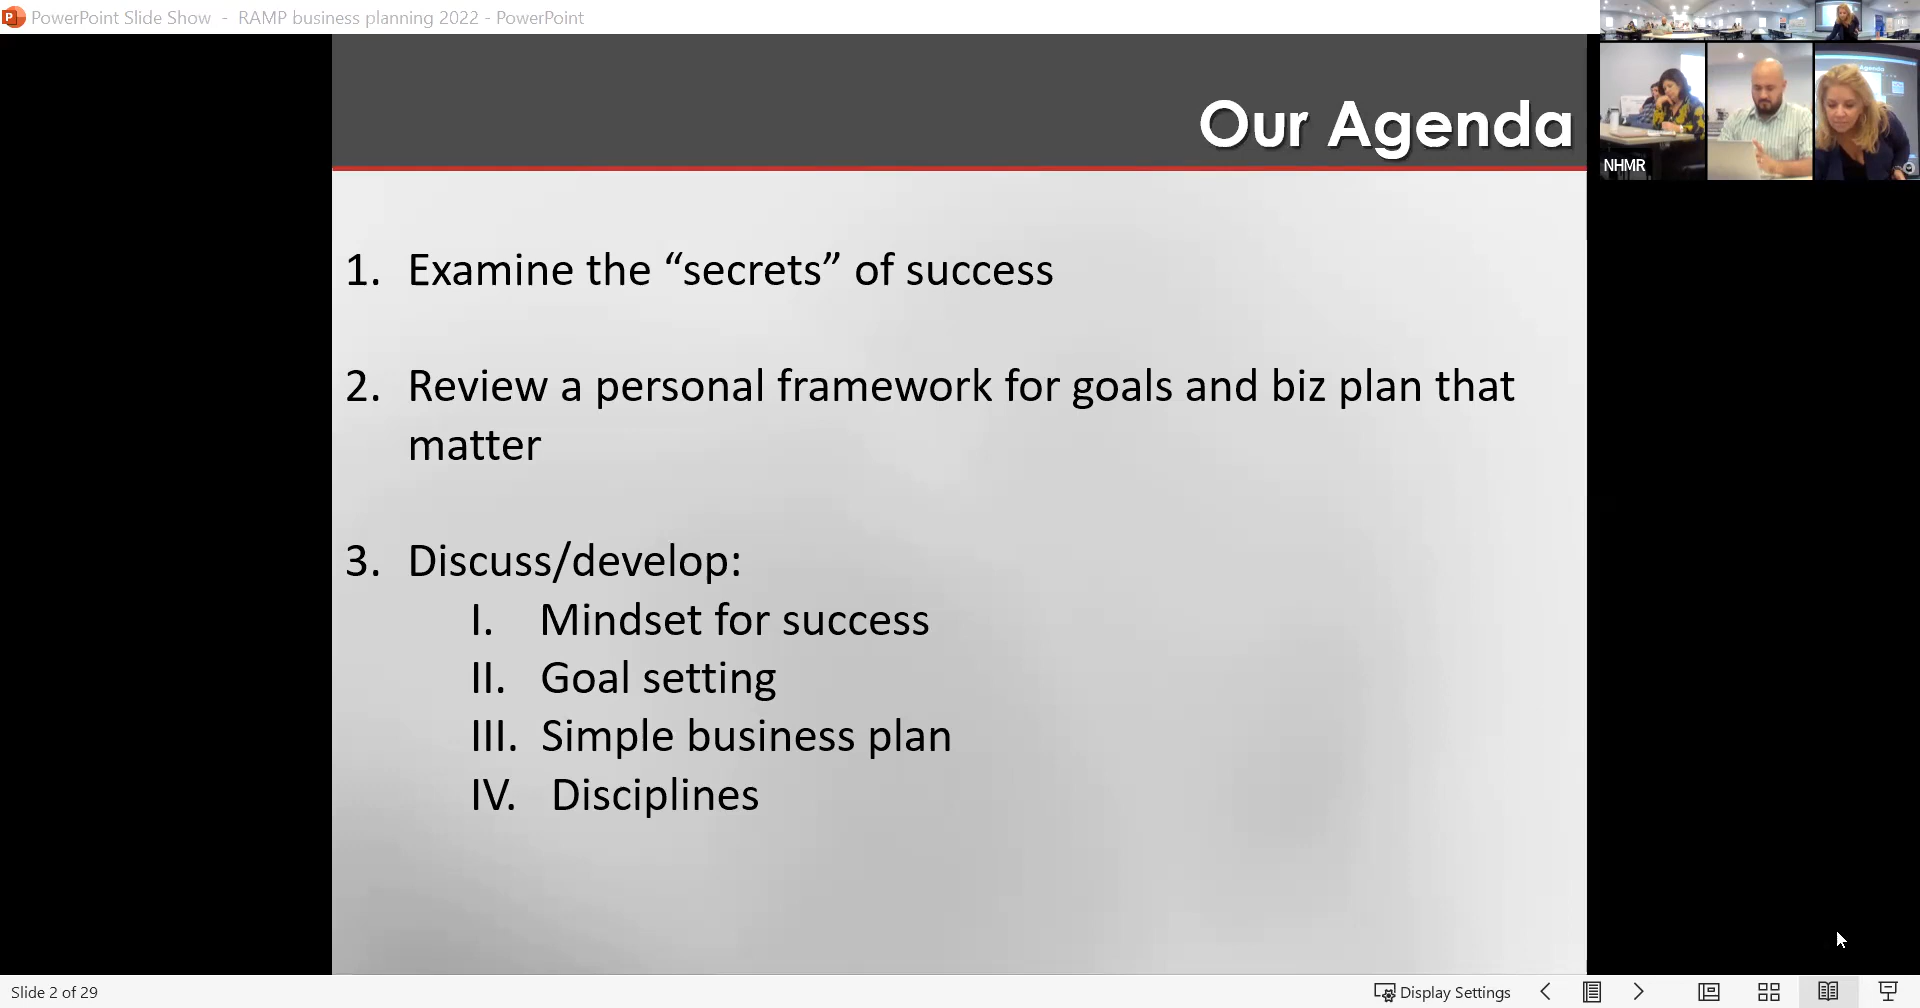 PowerPoint Slide Show - RAMP business planning 2022 - PowerPoint
Our Agenda
Agenda
NHMR
1. Examine the “secrets” of success
2. Review a personal framework for goals and biz plan that
matter
3. Discuss/develop:
I. Mindset for success
II. Goal setting
III. Simple business plan
IV. Disciplines
Slide 2 of 29
Display Settings